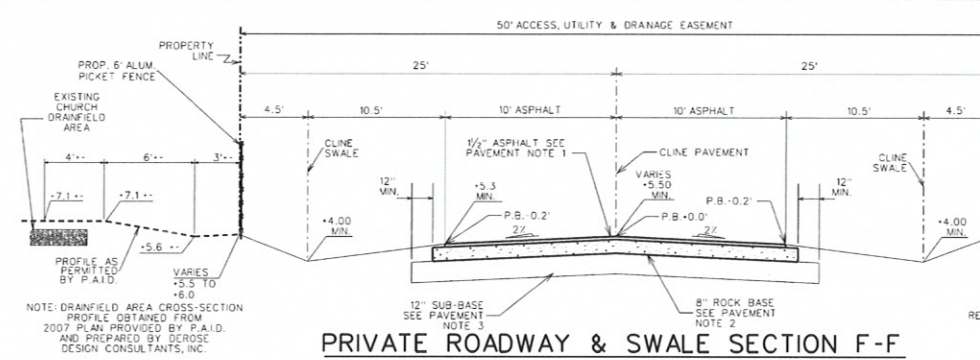 50' ACCESS, UTILITY & DRANAGE EASEMENT
PROPERTY
LINE
25'
25'
PROP. 6' ALUM.
PICKET FENCE
EXISTING
CHURCH
DRAINFIELD
AREA
4.5'
10.5'
10' ASPHALT
10' ASPHALT
10.5'
4.5'
4'+-
6'+-
3'+-
CLINE
SWALE
1½" ASPHALT SEE
PAVEMENT NOTE 1
CLINE PAVEMENT
CLINE
SWALE
12"
MIN.
+5.3
MIN.
VARIES
+5.50
MIN.
12"
MIN.
+7.1 +-
+7.1 +-
P.B.-0.2'
P.B.-0.2'
P.B.+0.0'
2%
2%
+4.00
MIN.
+4.00
MIN.
+5.6 +-
PROFILE AS
PERMITTED
BY P.A.I.D.
VARIES
+5.5 TO
+6.0
NOTE: DRAINFIELD AREA CROSS-SECTION
PROFILE OBTAINED FROM
2007 PLAN PROVIDED BY P.A.I.D.
AND PREPARED BY DEROSE
DESIGN CONSULTANTS, INC.
12" SUB-BASE
SEE PAVEMENT
NOTE 3
8" ROCK BASE
SEE PAVEMENT
NOTE 2
RE
PRIVATE ROADWAY & SWALE SECTION F-F